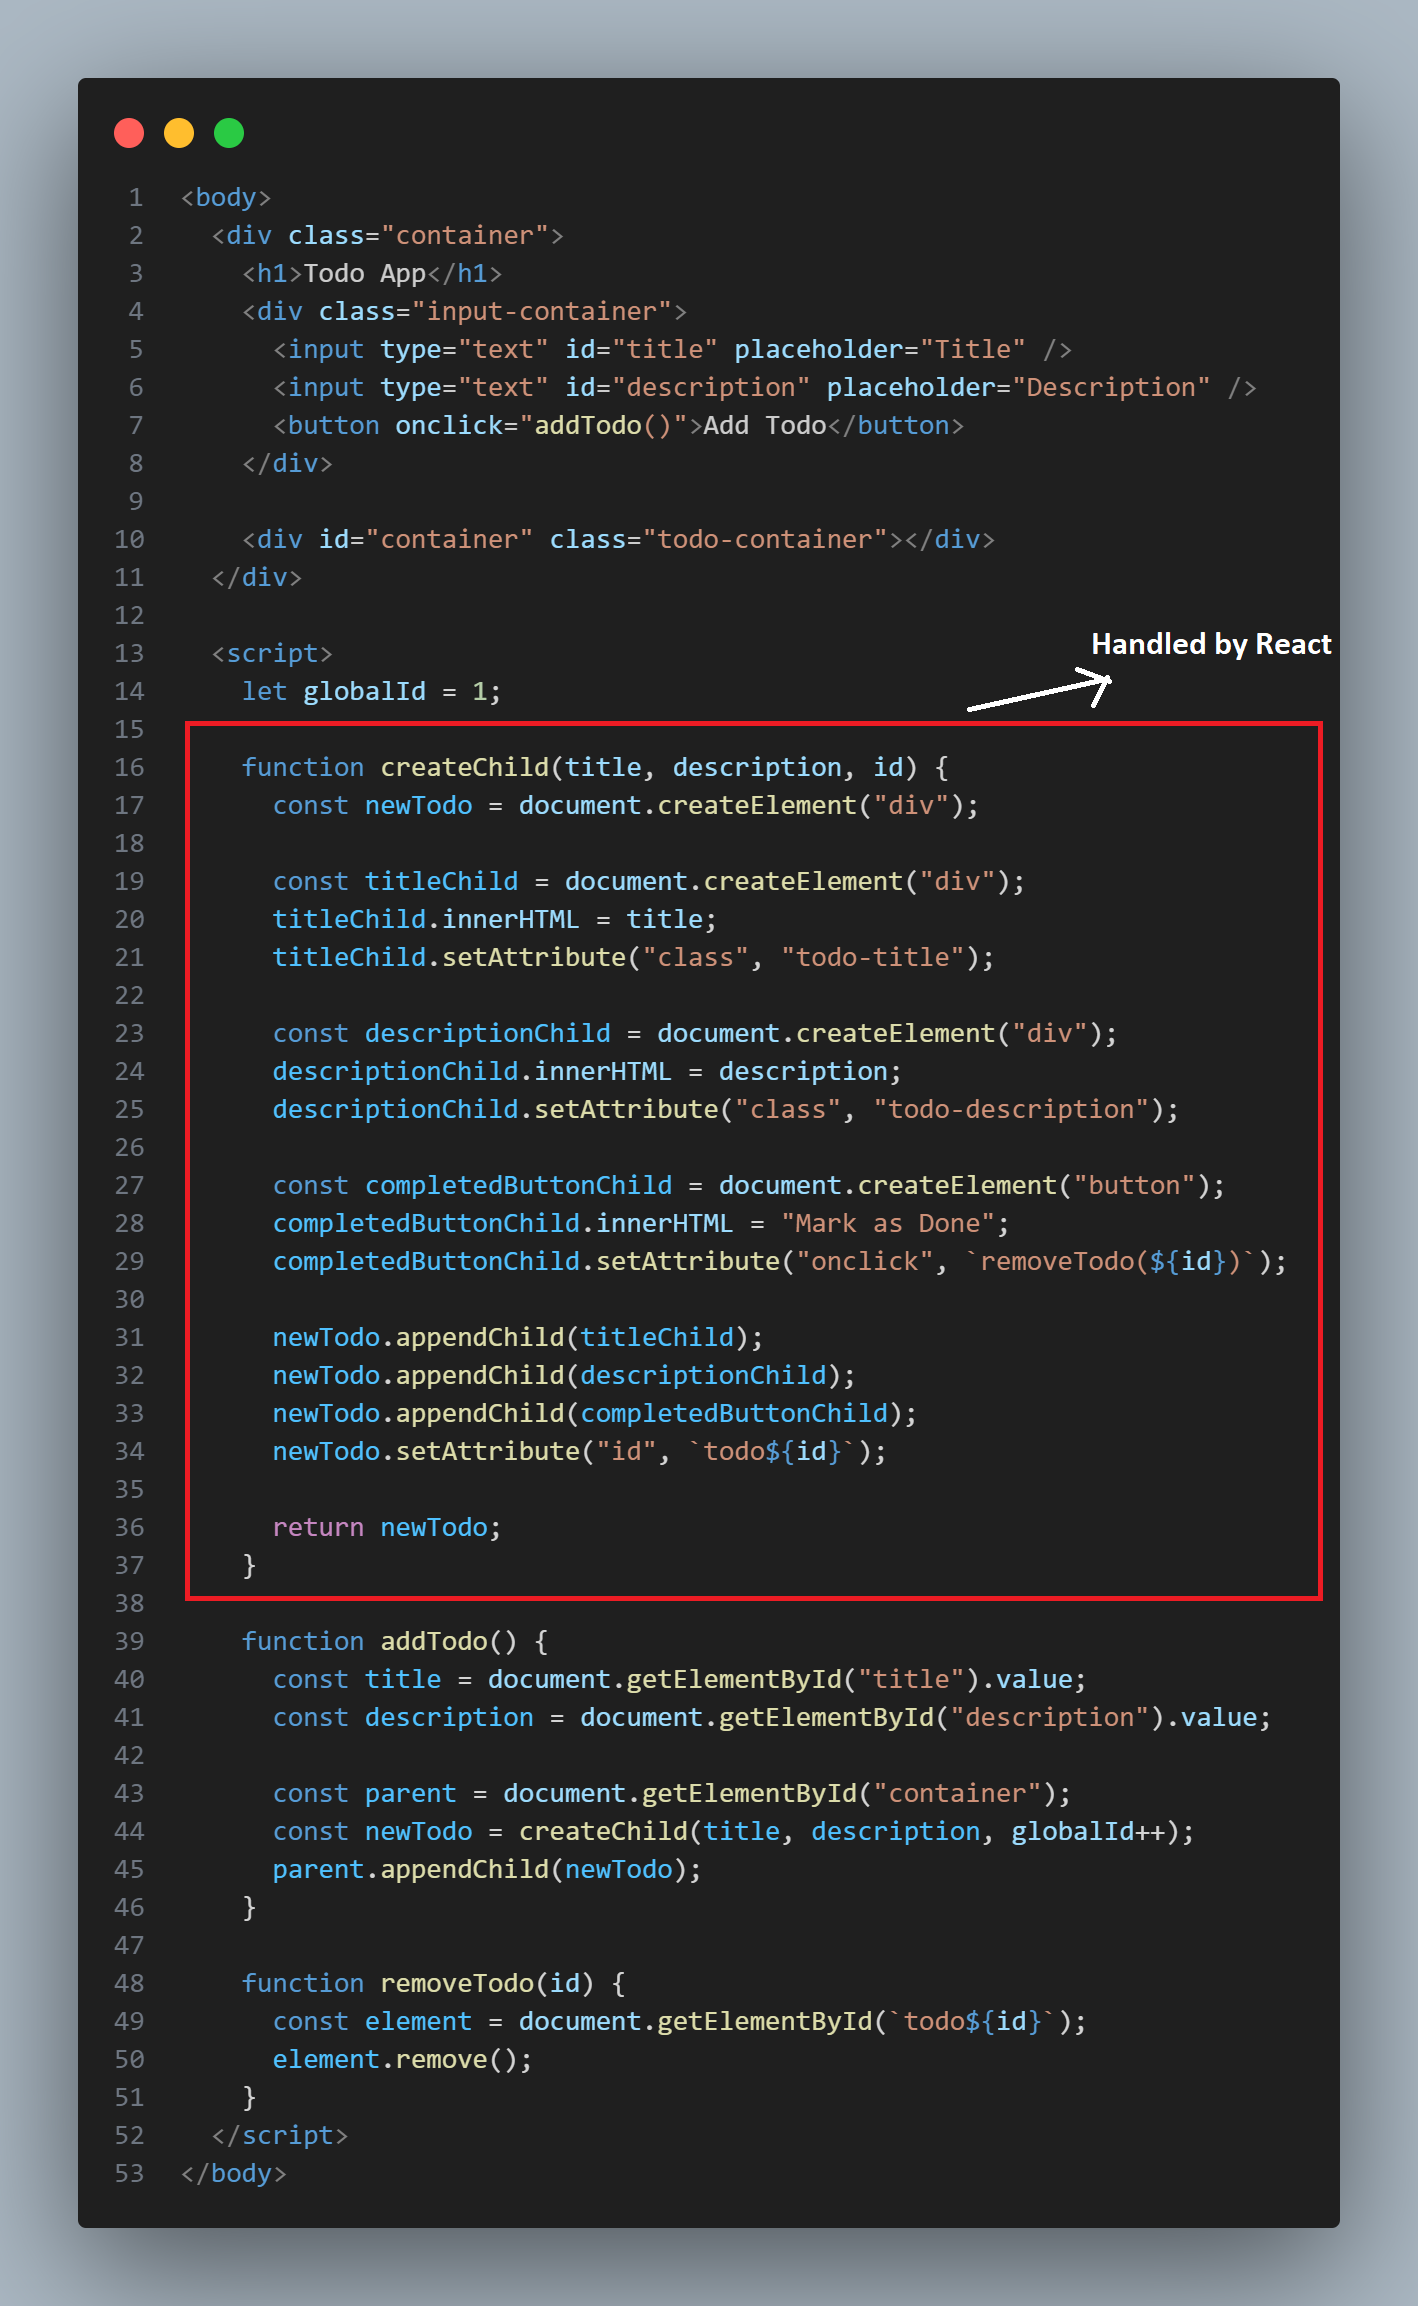 1 <body>
2   <div class="container">
3     <h1>Todo App</h1>
4     <div class="input-container">
5       <input type="text" id="title" placeholder="Title" />
6       <input type="text" id="description" placeholder="Description" />
7       <button onclick="addTodo()">Add Todo</button>
8     </div>
9
10     <div id="container" class="todo-container"></div>
11   </div>
12
Handled by React
13   <script>
14     let globalId = 1;
15
16     function createChild(title, description, id) {
17       const newTodo = document.createElement("div");
18
19       const titleChild = document.createElement("div");
20       titleChild.innerHTML = title;
21       titleChild.setAttribute("class", "todo-title");
22
23       const descriptionChild = document.createElement("div");
24       descriptionChild.innerHTML = description;
25       descriptionChild.setAttribute("class", "todo-description");
26
27       const completedButtonChild = document.createElement("button");
28       completedButtonChild.innerHTML = "Mark as Done";
29       completedButtonChild.setAttribute("onclick", `removeTodo(${id})`);
30
31       newTodo.appendChild(titleChild);
32       newTodo.appendChild(descriptionChild);
33       newTodo.appendChild(completedButtonChild);
34       newTodo.setAttribute("id", `todo${id}`);
35
36       return newTodo;
37     }
38
39     function addTodo() {
40       const title = document.getElementById("title").value;
41       const description = document.getElementById("description").value;
42
43       const parent = document.getElementById("container");
44       const newTodo = createChild(title, description, globalId++);
45       parent.appendChild(newTodo);
46     }
47
48     function removeTodo(id) {
49       const element = document.getElementById(`todo${id}`);
50       element.remove();
51     }
52   </script>
53 </body>